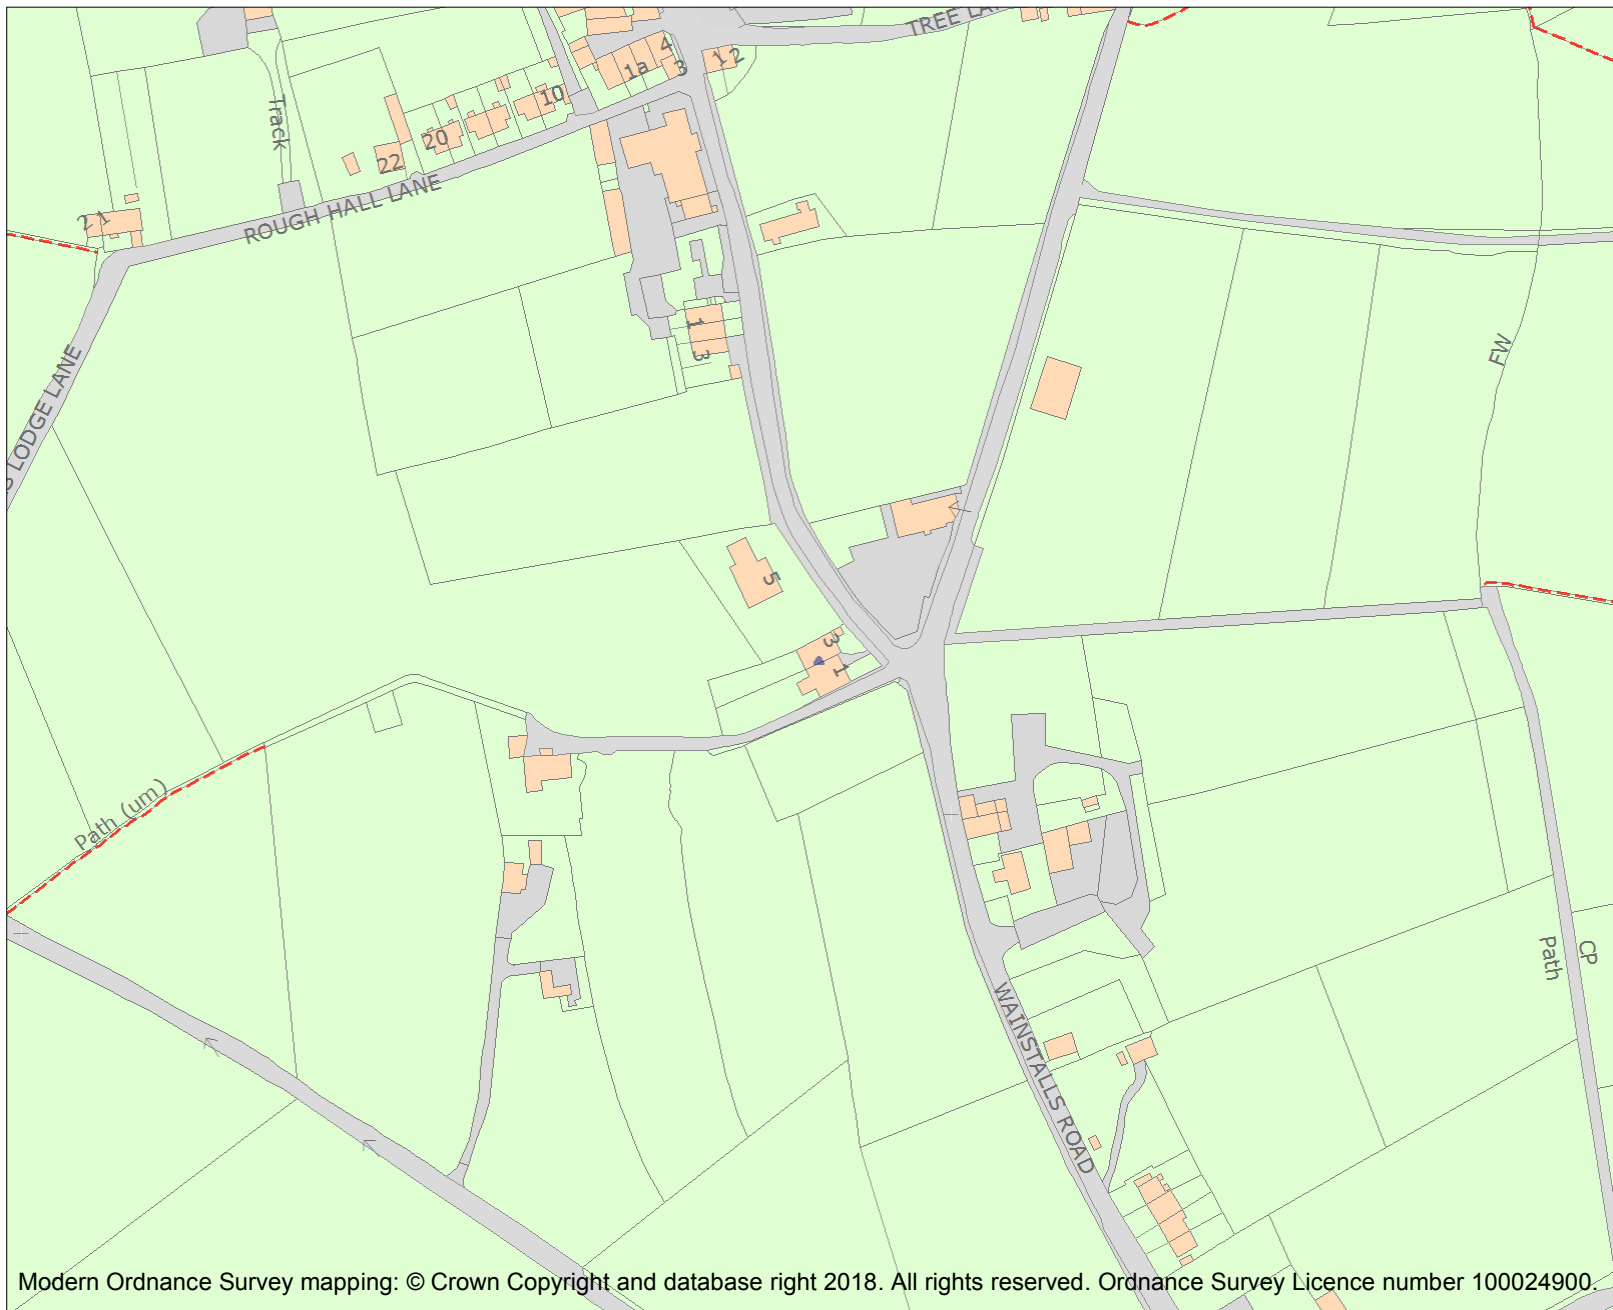 TREE LA
4
1a
3
1 2
10
20
22
Track
ROUGH HALL LANE
2 1
1
3
LODGE LANE
FW
5
3
1
Path (um)
Path
CP
WAINSTALLS ROAD
Modern Ordnance Survey mapping: © Crown Copyright and database right 2018. All rights reserved. Ordnance Survey Licence number 100024900.